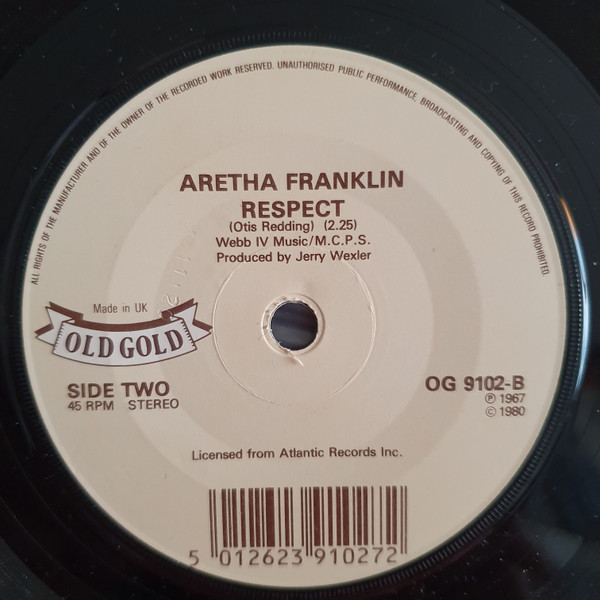 ALL RIGHTS OF THE MANUFACTURER AND OF THE OWNER OF THE RECORDED WORK RESERVED. UNAUTHORISED PUBLIC PERFORMANCE, BROADCASTING AND COPYING OF THIS RECORD PROHIBITED.
ARETHA FRANKLIN
RESPECT
(Otis Redding) (2.25)
Webb IV Music/M.C.P.S.
Produced by Jerry Wexler
Made in UK
OLD GOLD
SIDE TWO
45 RPM STEREO
OG 9102-B
℗ 1967
© 1980
Licensed from Atlantic Records Inc.
5 012623 910272